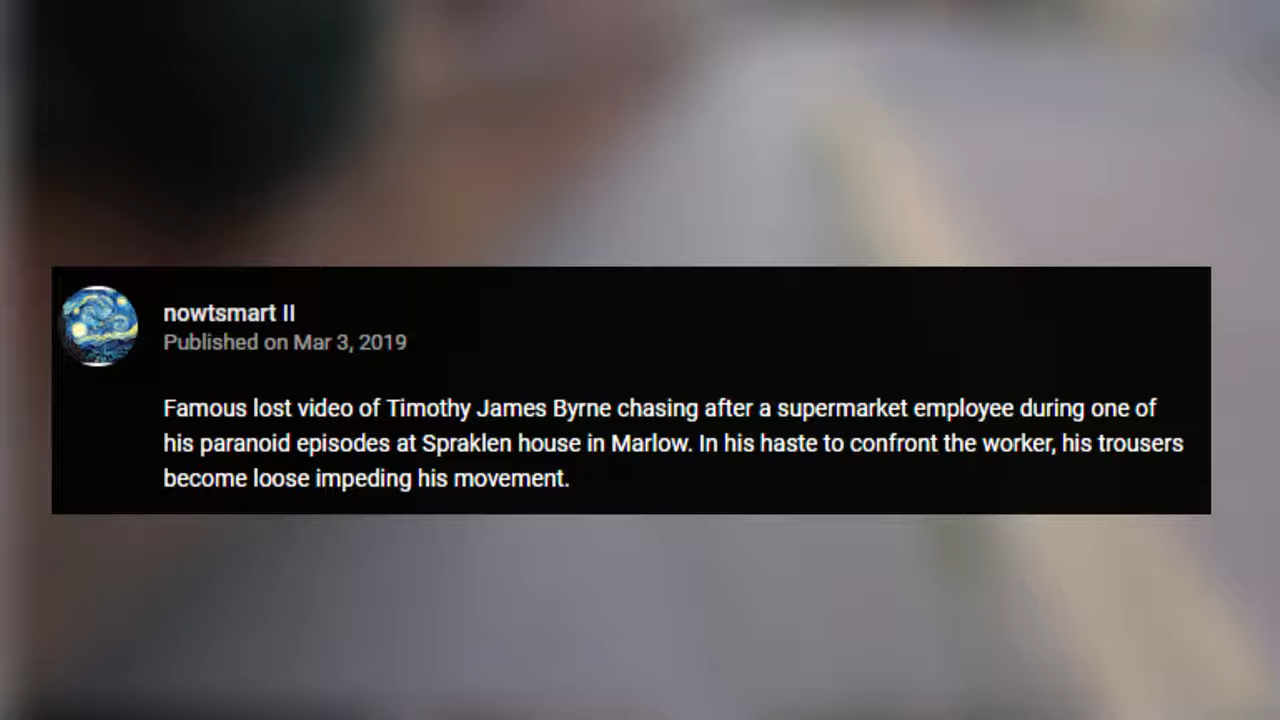 nowtsmart II
Published on Mar 3, 2019
Famous lost video of Timothy James Byrne chasing after a supermarket employee during one of
his paranoid episodes at Spraklen house in Marlow. In his haste to confront the worker, his trousers
become loose impeding his movement.